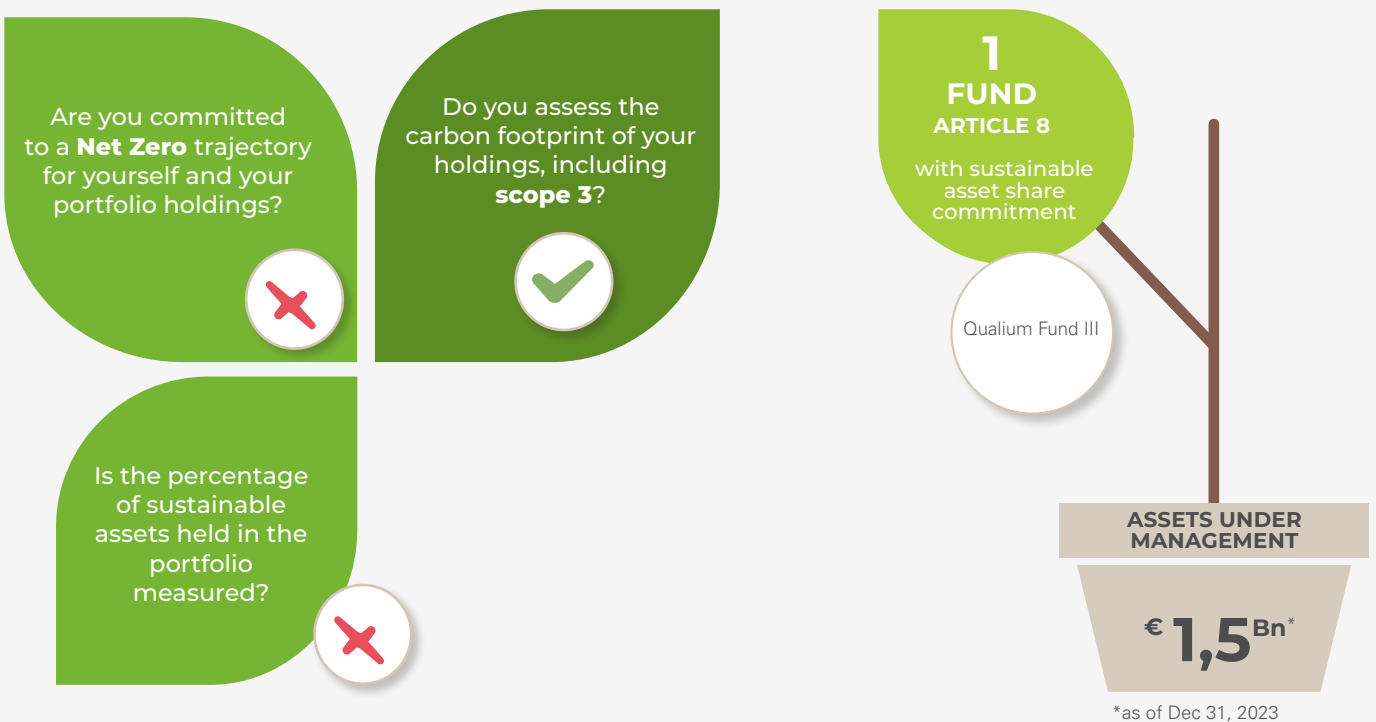 Are you committed
to a Net Zero trajectory
for yourself and your
portfolio holdings?
Do you assess the
carbon footprint of your
holdings, including
scope 3?
Is the percentage
of sustainable
assets held in the
portfolio
measured?
1
FUND
ARTICLE 8
with sustainable
asset share
commitment
Qualium Fund III
ASSETS UNDER
MANAGEMENT
€ 1,5 Bn*
*as of Dec 31, 2023